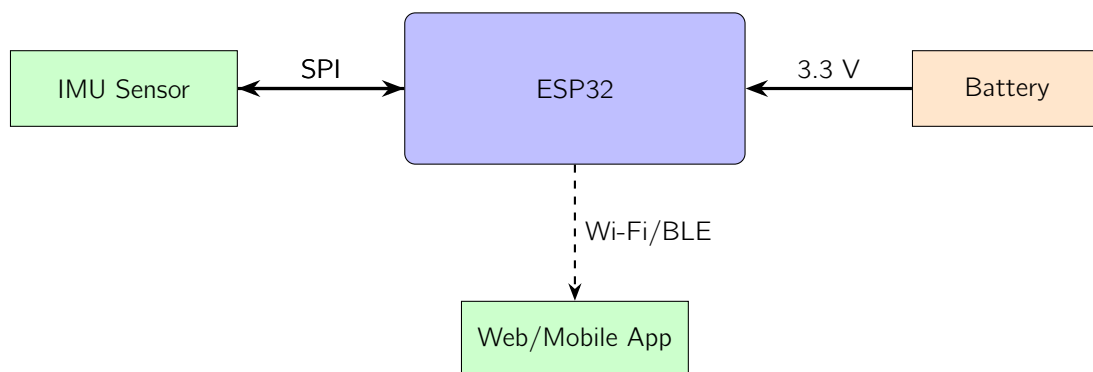 IMU Sensor
SPI
ESP32
3.3 V
Battery
Wi-Fi/BLE
Web/Mobile App